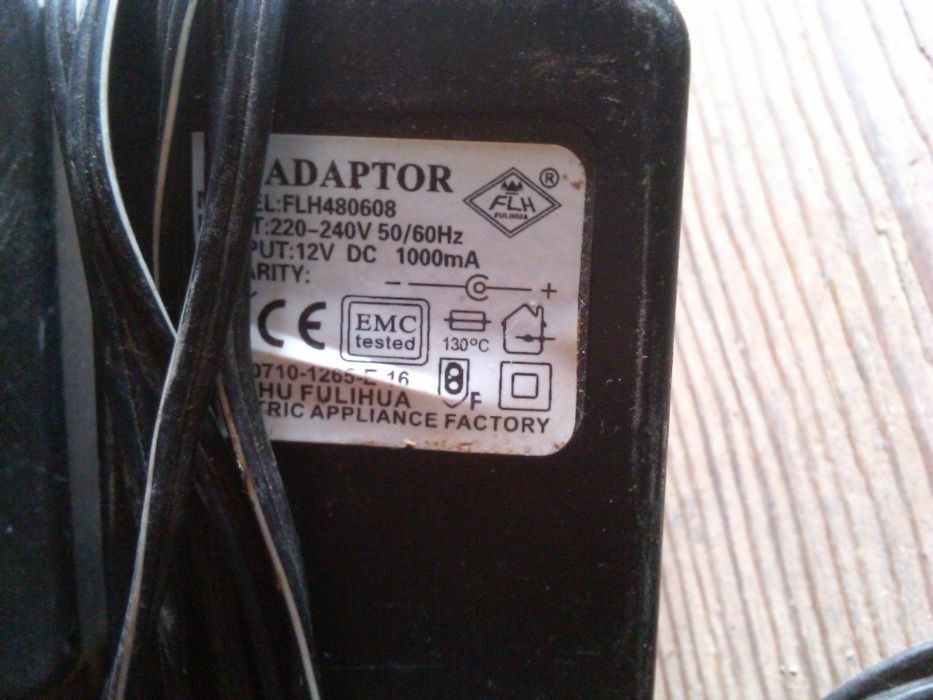 ADAPTOR
®
FLH
FULIHUA
EL:FLH480608
T:220-240V 50/60Hz
PUT:12V DC 1000mA
ARITY:
- +
CE
EMC
tested
130°C
0710-1265-E-16
F
HU FULIHUA
TRIC APPLIANCE FACTORY